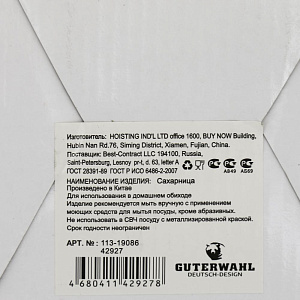 Изготовитель: HOISTING IND'L LTD office 1600, BUY NOW Building,
Hubin Nan Rd.76, Siming District, Xiamen, Fujian, China.
Поставщик: Best-Contract LLC 194100, Russia,
Saint-Petersburg, Lesnoy pr-t, d. 63, letter A
ГОСТ 28391-89 ГОСТ Р ИСО 6486-2-2007
АВ49 АБ69
НАИМЕНОВАНИЕ ИЗДЕЛИЯ: Сахарница
Произведено в Китае
Для использования в домашнем обиходе
Изделие рекомендуется мыть вручную с применением
моющих средств для мытья посуды, кроме абразивных.
Не использовать в СВЧ посуду с металлизированной краской.
Срок годности неограничен
АРТ. №: 113-19086
42927
4 680411 429278
GUTERWAHL
DEUTSCH-DESIGN